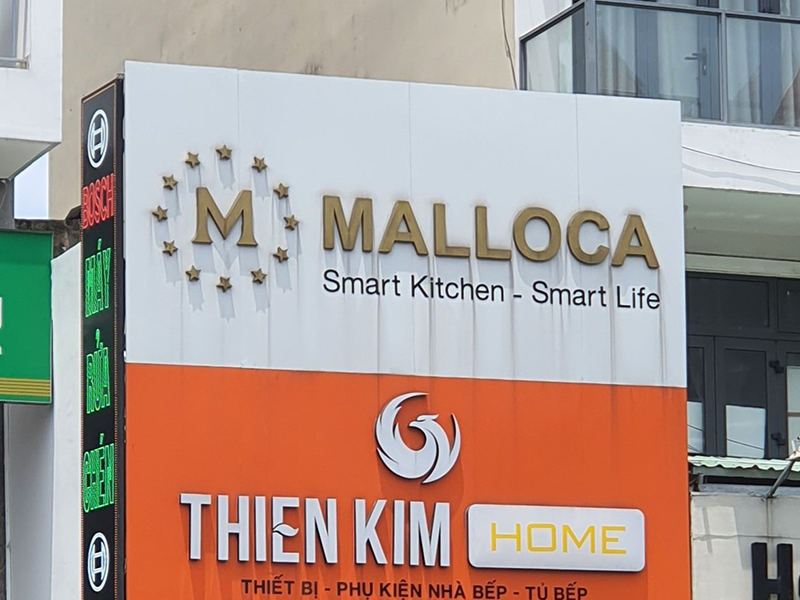 BOSCH
MÁY
RỬA
CHÉN
M MALLOCA
Smart Kitchen - Smart Life
THIEN KIM HOME
THIẾT BỊ - PHỤ KIỆN NHÀ BẾP - TỦ BẾP